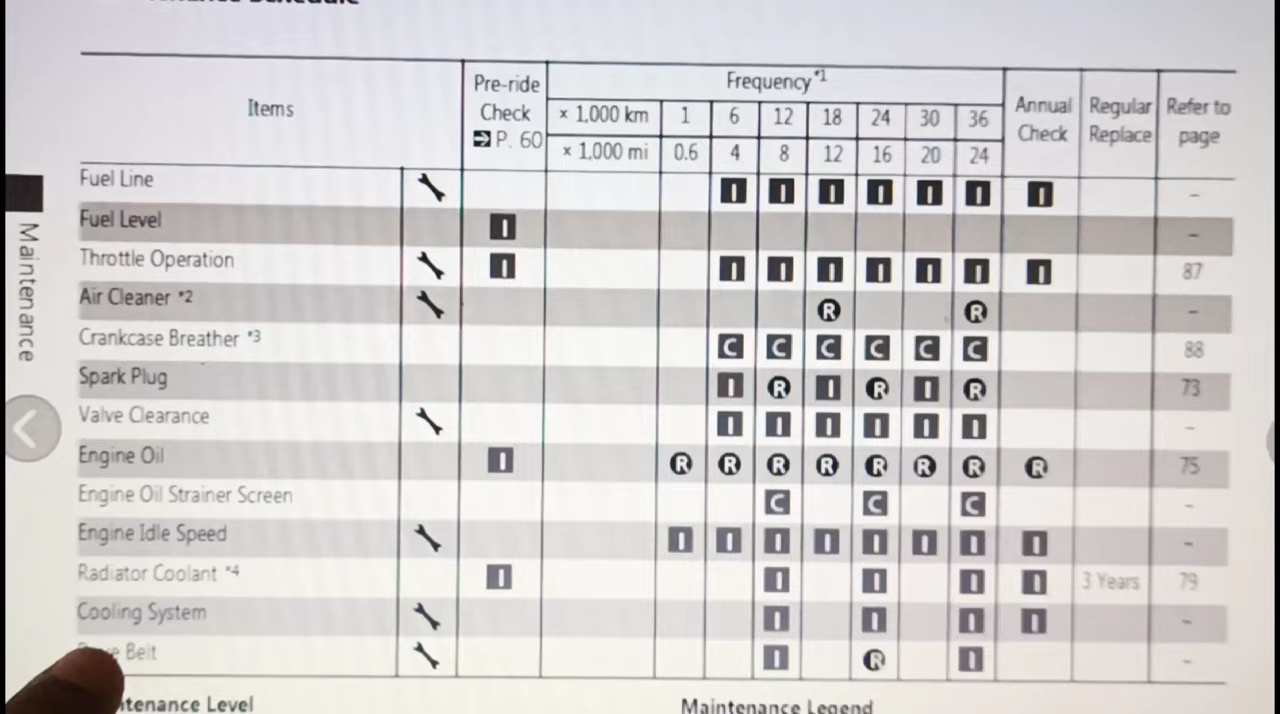 Pre-ride Check ➔ P. 60
Items
Frequency *1
Annual Check
Regular Replace
Refer to page
× 1,000 km 1 6 12 18 24 30 36
× 1,000 mi 0.6 4 8 12 16 20 24
Fuel Line I I I I I I I –
Fuel Level I –
Throttle Operation I I I I I I I I 87
Air Cleaner *2 R R –
Crankcase Breather *3 C C C C C C 88
Spark Plug I R I R I R 73
Valve Clearance I I I I I I –
Engine Oil I R R R R R R R R 75
Engine Oil Strainer Screen C C C –
Engine Idle Speed I I I I I I I I –
Radiator Coolant *4 I I I I I 3 Years 79
Cooling System I I I I –
Belt I R I –
Maintenance
Maintenance Legend
Level